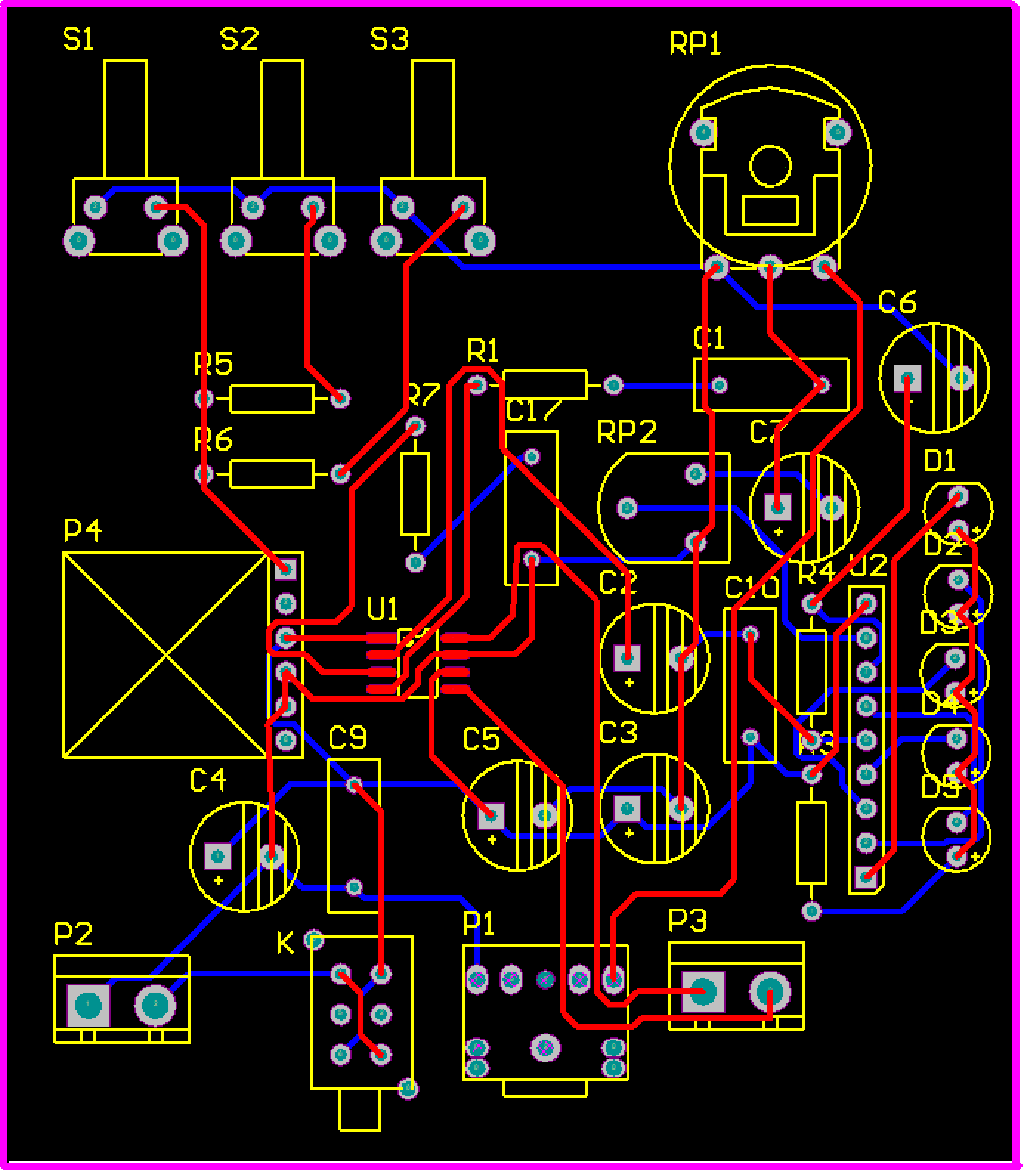 S1 S2 S3 RP1
C6
R5 R1 C1
R7 C17
R6 RP2 C7
D1
P4 D2
U1 C2 C10 R4 U2
D3
D4
C9 C5 C3 R3
C4 D5
P2 K P1 P3